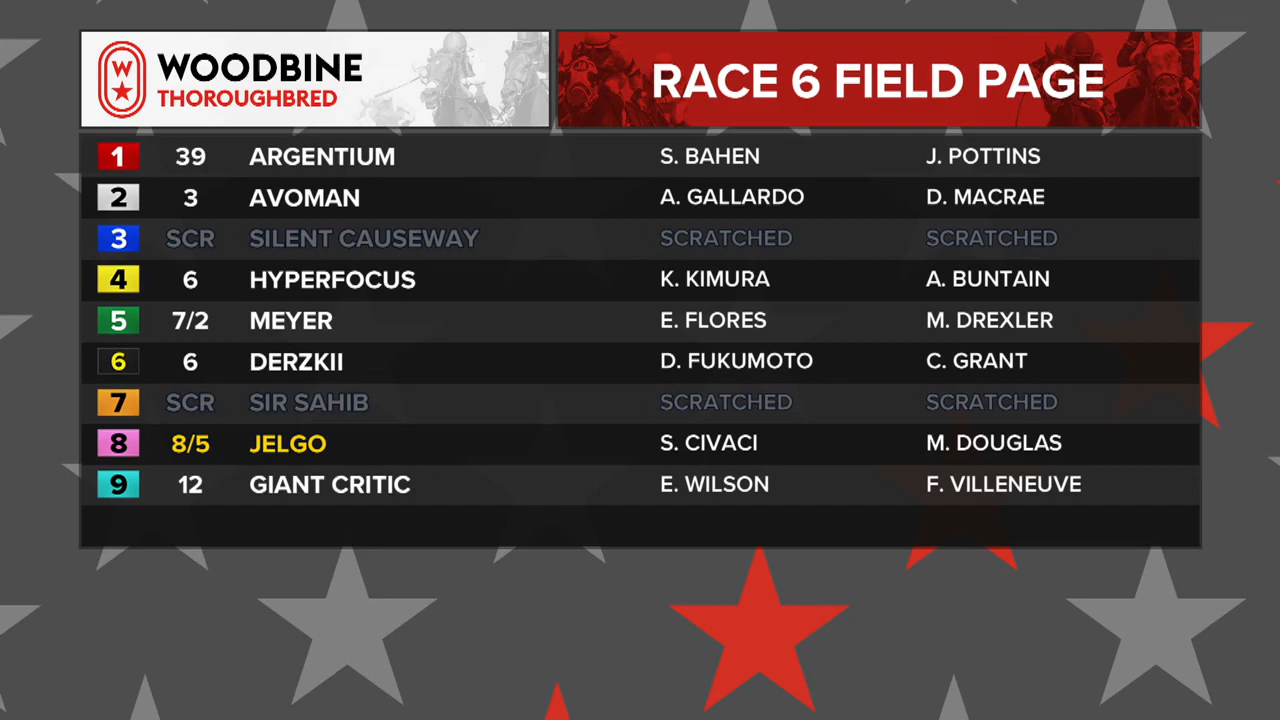 W
WOODBINE
THOROUGHBRED
RACE 6 FIELD PAGE
1 39 ARGENTIUM S. BAHEN J. POTTINS
2 3 AVOMAN A. GALLARDO D. MACRAE
3 SCR SILENT CAUSEWAY SCRATCHED SCRATCHED
4 6 HYPERFOCUS K. KIMURA A. BUNTAIN
5 7/2 MEYER E. FLORES M. DREXLER
6 6 DERZKII D. FUKUMOTO C. GRANT
7 SCR SIR SAHIB SCRATCHED SCRATCHED
8 8/5 JELGO S. CIVACI M. DOUGLAS
9 12 GIANT CRITIC E. WILSON F. VILLENEUVE